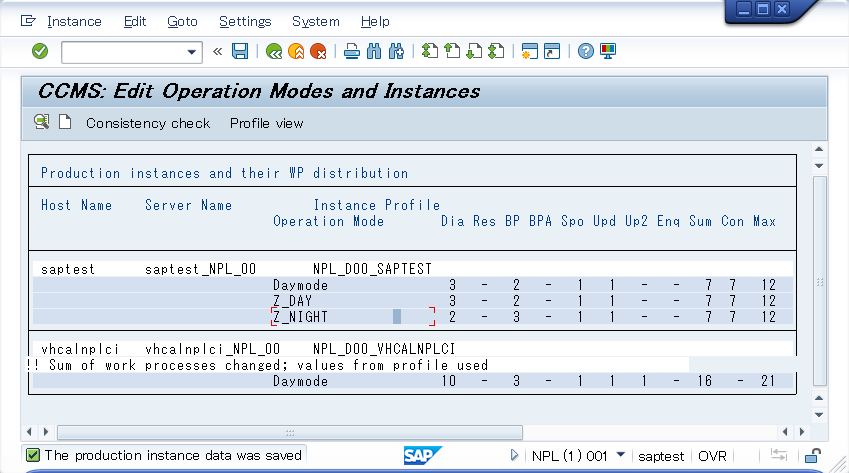 Instance Edit Goto Settings System Help
«
CCMS: Edit Operation Modes and Instances
Consistency check Profile view
Production instances and their WP distribution
Host Name Server Name Instance Profile
Operation Mode Dia Res BP BPA Spo Upd Up2 Enq Sum Con Max
saptest saptest_NPL_00 NPL_D00_SAPTEST
Daymode 3 - 2 - 1 1 - - 7 7 12
Z_DAY 3 - 2 - 1 1 - - 7 7 12
Z_NIGHT 2 - 3 - 1 1 - - 7 7 12
vhcalnplci vhcalnplci_NPL_00 NPL_D00_VHCALNPLCI
!! Sum of work processes changed; values from profile used
Daymode 10 - 3 - 1 1 1 - 16 - 21
The production instance data was saved SAP NPL (1) 001 saptest OVR